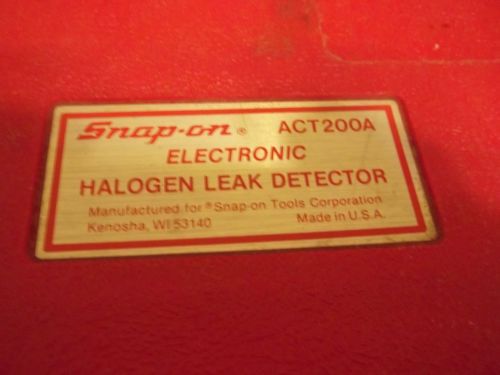 Snap-on ® ACT200A
ELECTRONIC
HALOGEN LEAK DETECTOR
Manufactured for ® Snap-on Tools Corporation
Kenosha, WI 53140 Made in U.S.A.